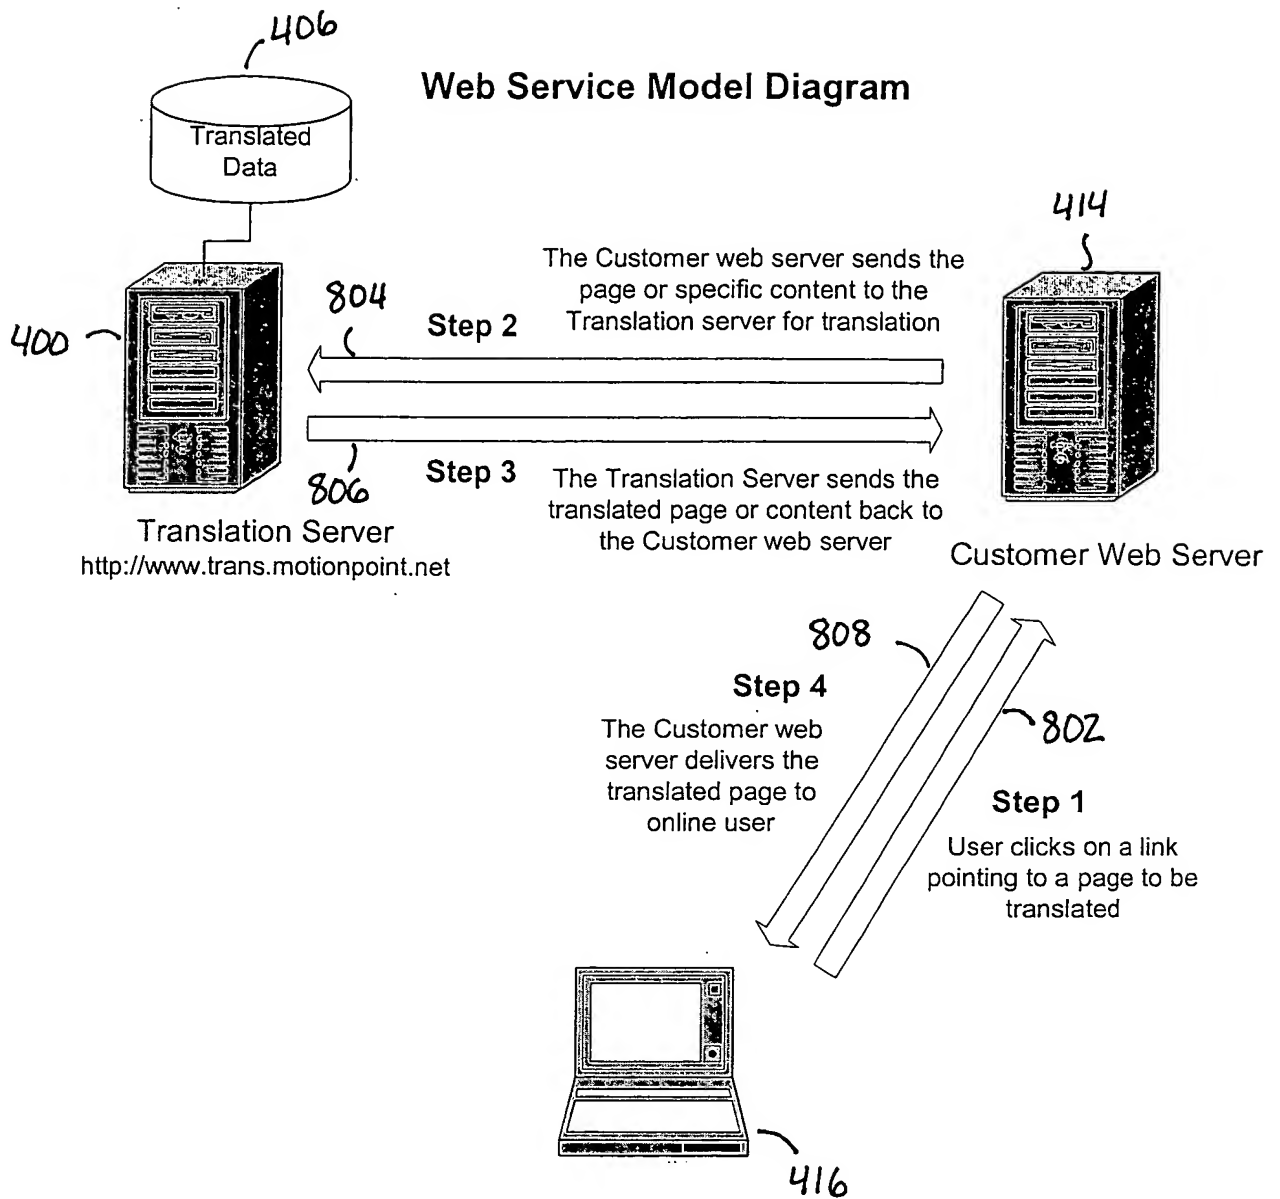 406
Web Service Model Diagram
Translated
Data
414
The Customer web server sends the
page or specific content to the
Translation server for translation
804
Step 2
400
806
Step 3
The Translation Server sends the
translated page or content back to
the Customer web server
Translation Server
http://www.trans.motionpoint.net
Customer Web Server
808
Step 4
The Customer web
server delivers the
translated page to
online user
802
Step 1
User clicks on a link
pointing to a page to be
translated
416